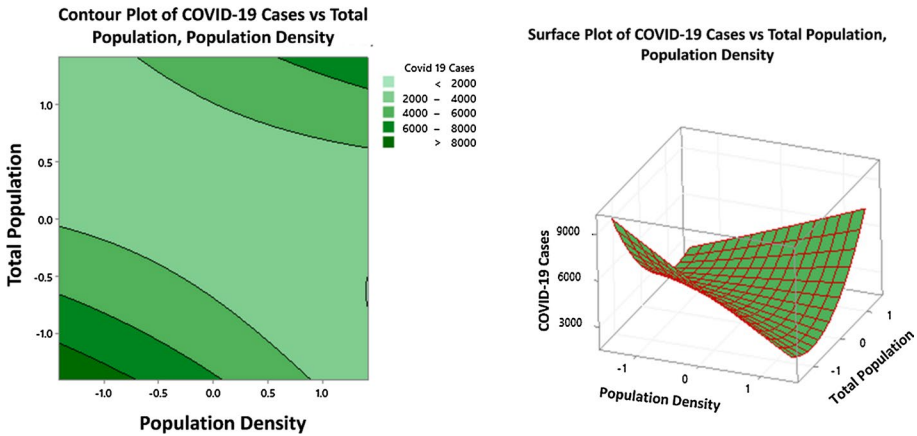 Contour Plot of COVID-19 Cases vs Total
Population, Population Density
Covid 19 Cases
< 2000
2000 – 4000
4000 – 6000
6000 – 8000
> 8000
1.0
0.5
0.0
-0.5
-1.0
Total Population
-1.0 -0.5 0.0 0.5 1.0
Population Density
Surface Plot of COVID-19 Cases vs Total Population,
Population Density
9000
6000
3000
COVID-19 Cases
-1 0 1
Population Density
-1 0 1
Total Population